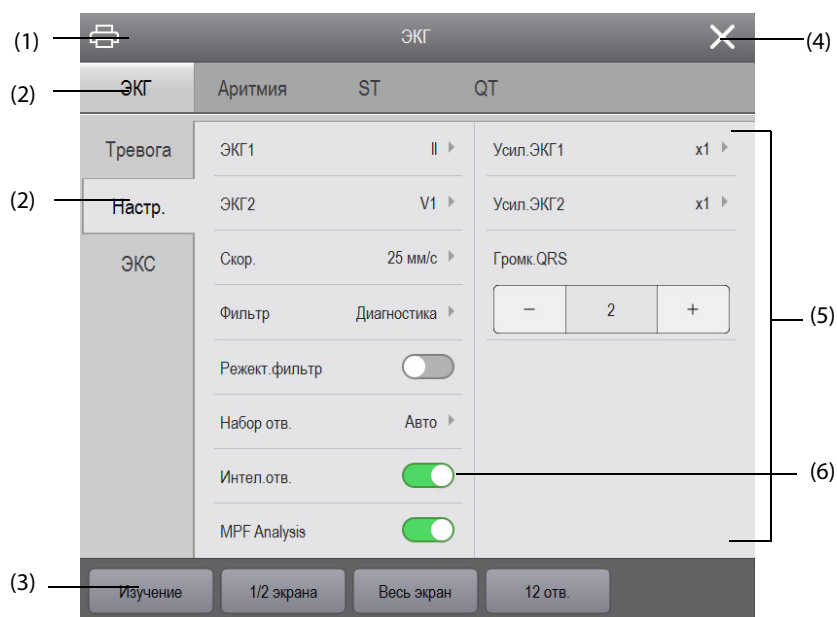 ЭКГ
(1)
(4)
ЭКГ Аритмия ST QT
(2)
Тревога
Настр.
ЭКС
(2)
ЭКГ1 II
ЭКГ2 V1
Скор. 25 мм/с
Фильтр Диагностика
Режект.фильтр
Набор отв. Авто
Интел.отв.
MPF Analysis
Усил.ЭКГ1 x1
Усил.ЭКГ2 x1
Громк.QRS
− 2 +
(5)
(6)
(3)
Изучение 1/2 экрана Весь экран 12 отв.